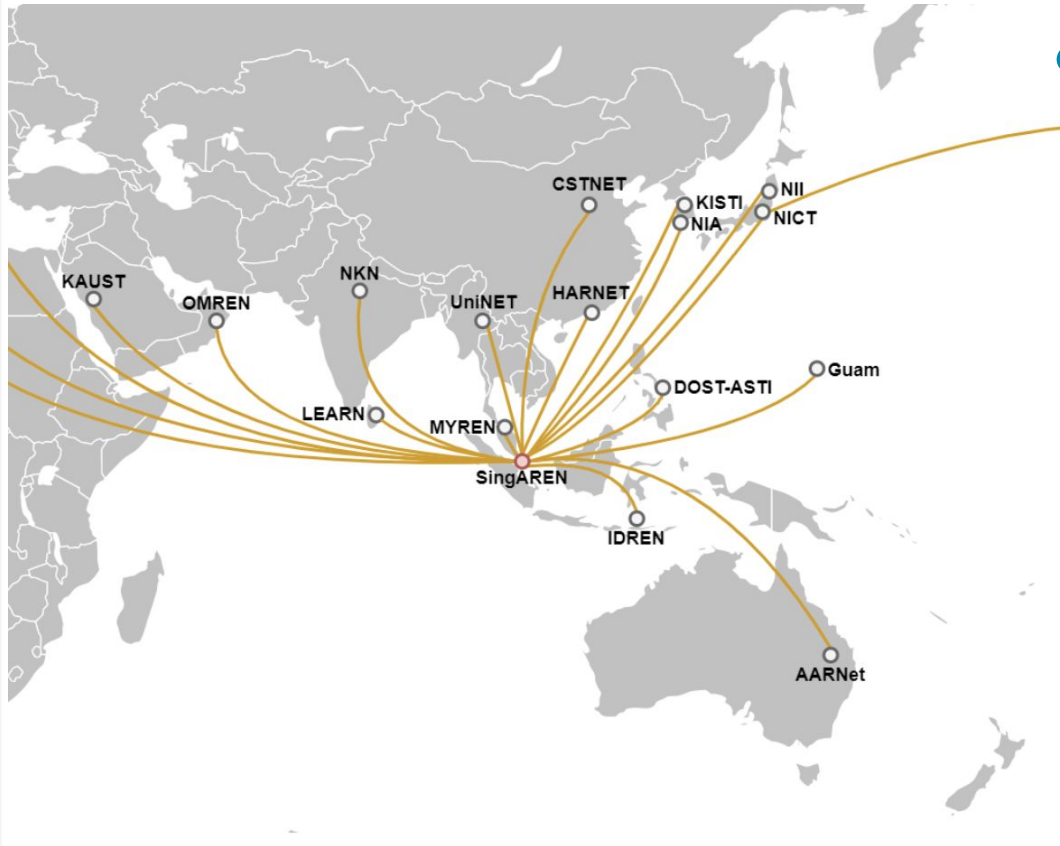 CSTNET
NII
KISTI
NICT
NIA
KAUST
NKN
OMREN
UniNET
HARNET
Guam
DOST-ASTI
LEARN
MYREN
SingAREN
IDREN
AARNet